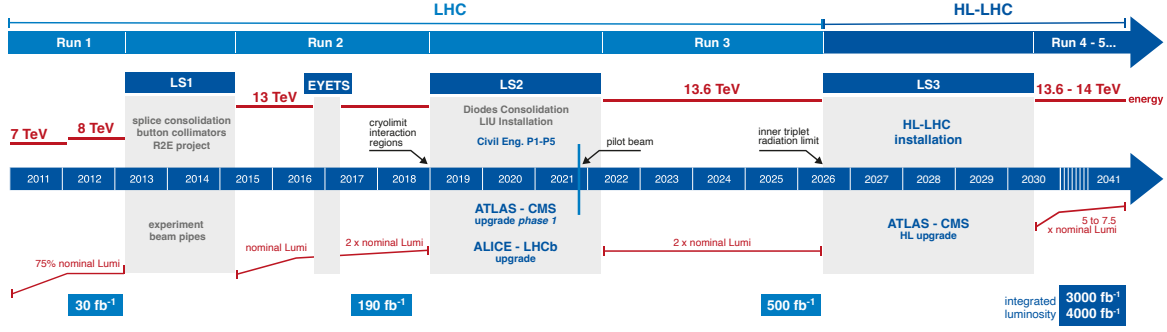 LHC
HL-LHC
Run 1
Run 2
Run 3
Run 4 - 5...
LS1
EYETS
LS2
LS3
13 TeV
13.6 TeV
13.6 - 14 TeV
energy
7 TeV
8 TeV
splice consolidation
button collimators
R2E project
cryolimit
interaction
regions
Diodes Consolidation
LIU Installation
Civil Eng. P1-P5
pilot beam
inner triplet
radiation limit
HL-LHC
installation
2011 2012 2013 2014 2015 2016 2017 2018 2019 2020 2021 2022 2023 2024 2025 2026 2027 2028 2029 2030 2041
experiment
beam pipes
ATLAS - CMS
upgrade phase 1
ALICE - LHCb
upgrade
ATLAS - CMS
HL upgrade
5 to 7.5
x nominal Lumi
75% nominal Lumi
nominal Lumi
2 x nominal Lumi
2 x nominal Lumi
30 fb⁻¹
190 fb⁻¹
500 fb⁻¹
integrated
luminosity
3000 fb⁻¹
4000 fb⁻¹